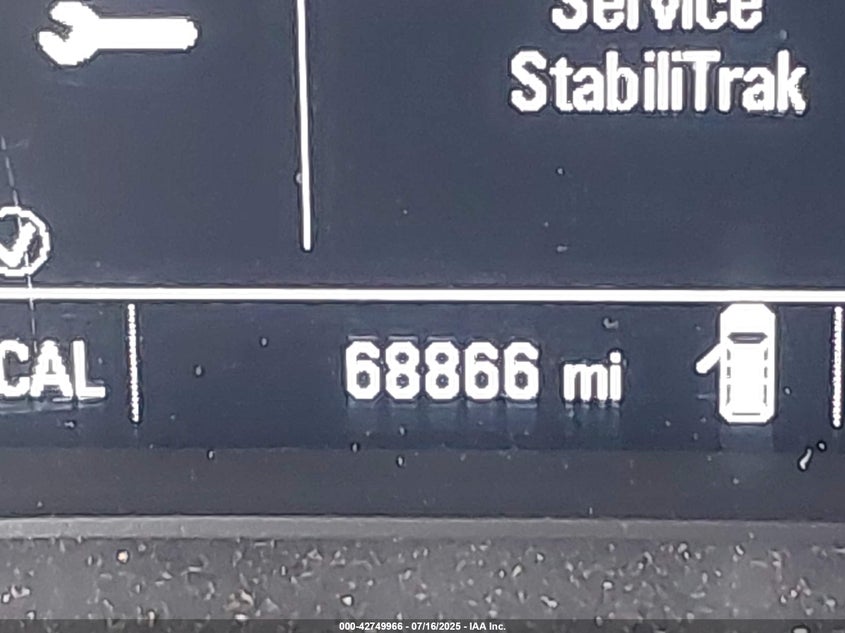 Service
StabiliTrak
CAL
68866 mi
000-42749966 - 07/16/2025 - IAA Inc.